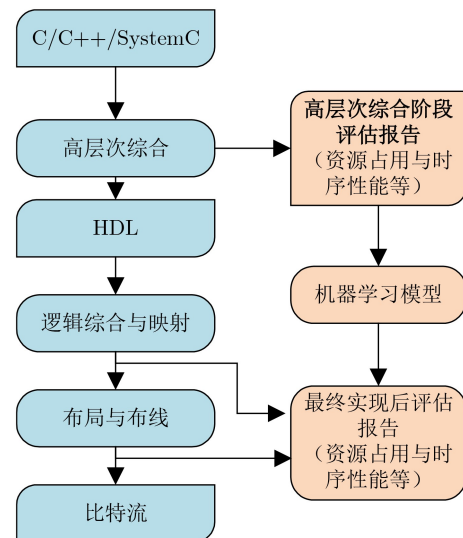 C/C++/SystemC
高层次综合
HDL
逻辑综合与映射
布局与布线
比特流
高层次综合阶段
评估报告
（资源占用与时
序性能等）
机器学习模型
最终实现后评估
报告
（资源占用与时
序性能等）